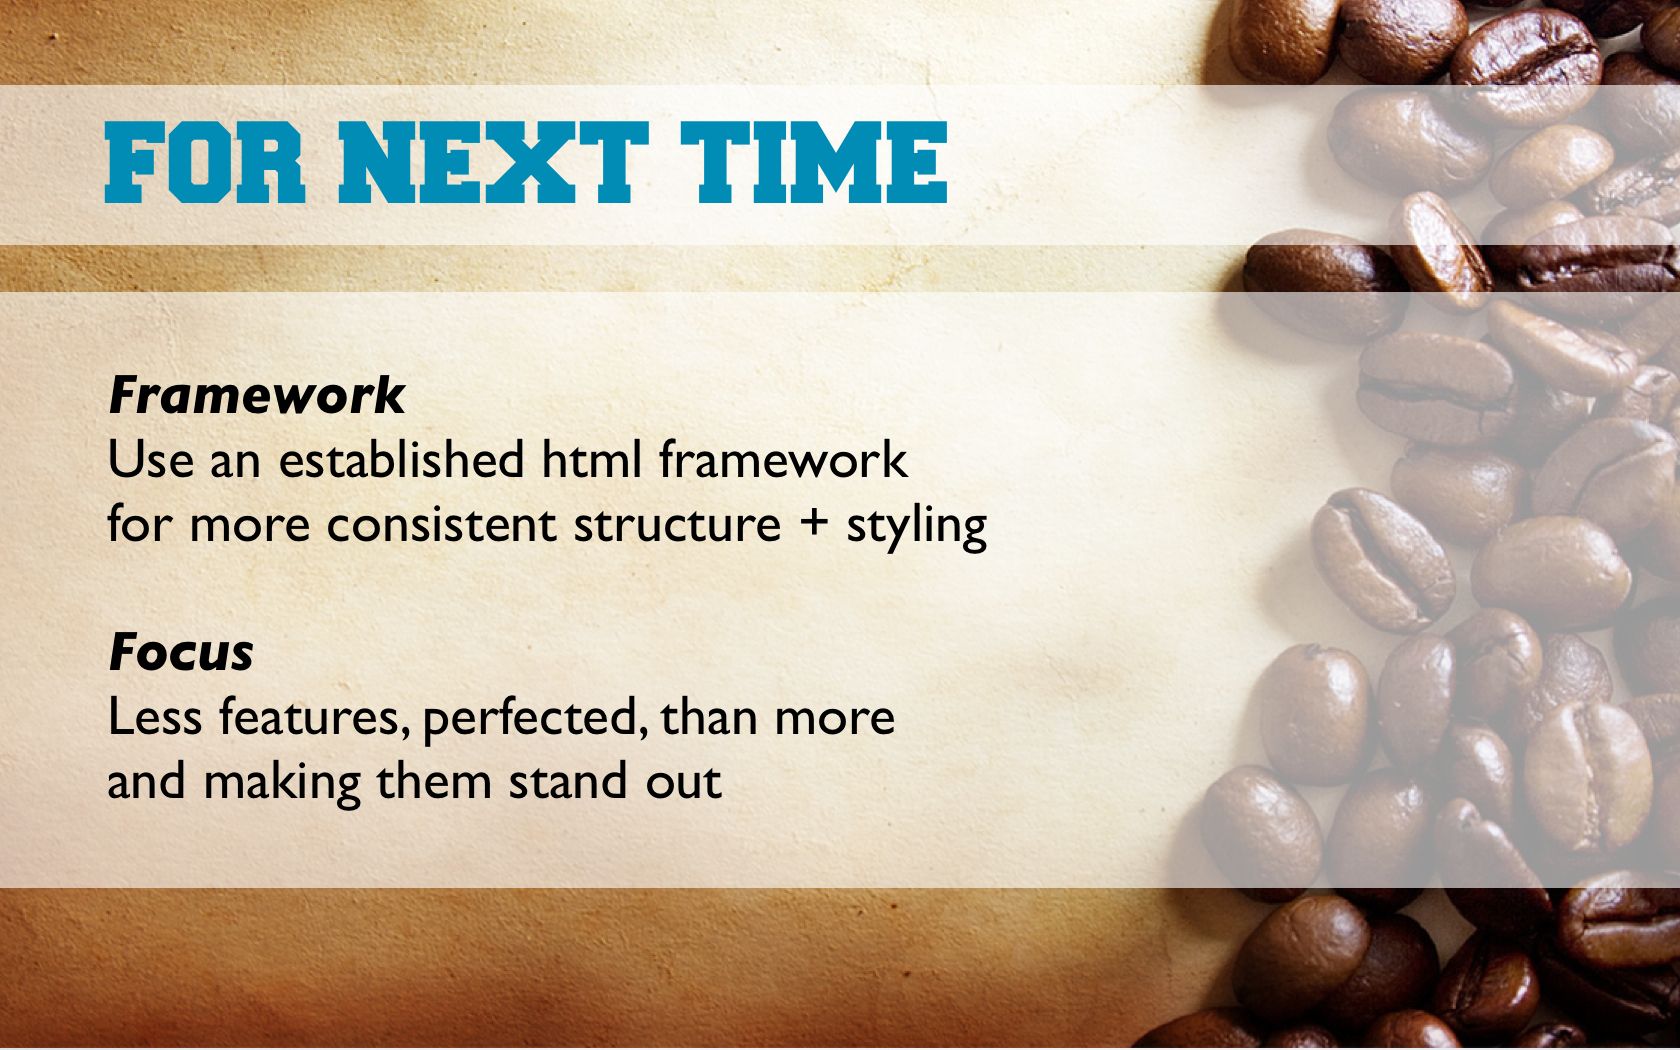 FOR NEXT TIME
Framework
Use an established html framework
for more consistent structure + styling
Focus
Less features, perfected, than more
and making them stand out